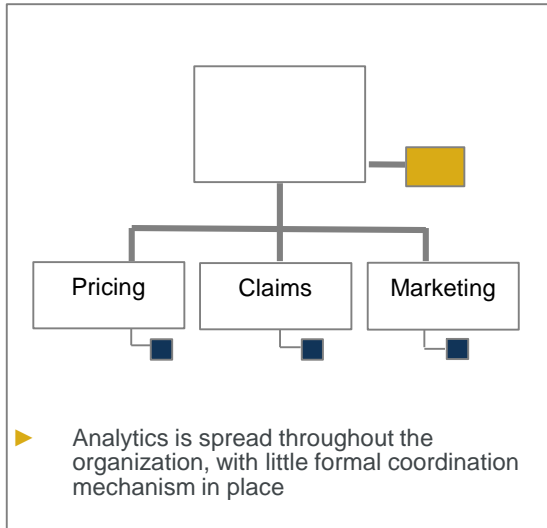 Pricing
Claims
Marketing
Analytics is spread throughout the
organization, with little formal coordination
mechanism in place